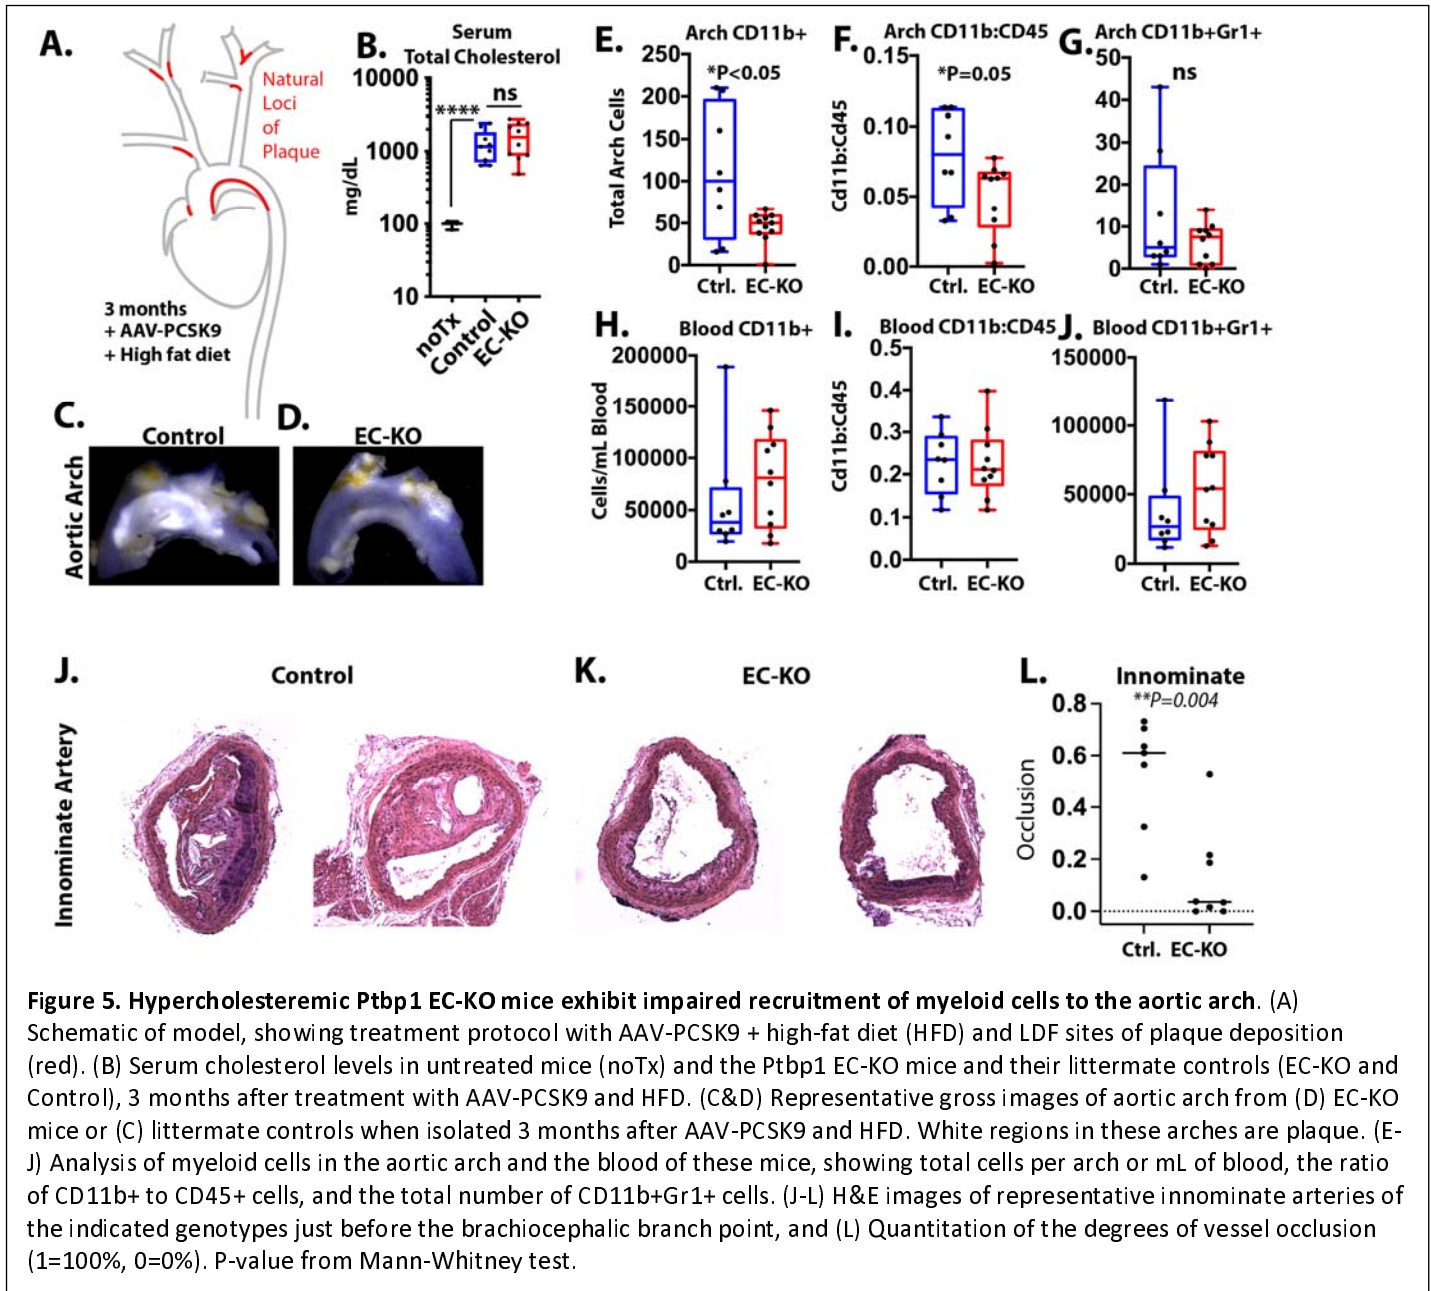 A.
Natural
Loci
of
Plaque
3 months
+ AAV-PCSK9
+ High fat diet
B.
Serum
Total Cholesterol
10000
1000
100
10
mg/dL
****
ns
noTx
Control
EC-KO
C.
Control
D.
EC-KO
Aortic Arch
E.
Arch CD11b+
*P<0.05
250
200
150
100
50
0
Total Arch Cells
Ctrl. EC-KO
F.
Arch CD11b:CD45
*P=0.05
0.15
0.10
0.05
0.00
Cd11b:Cd45
Ctrl. EC-KO
G.
Arch CD11b+Gr1+
ns
50
40
30
20
10
0
Ctrl. EC-KO
H.
Blood CD11b+
200000
150000
100000
50000
0
Cells/mL Blood
Ctrl. EC-KO
I.
Blood CD11b:CD45
0.5
0.4
0.3
0.2
0.1
0.0
Cd11b:Cd45
Ctrl. EC-KO
J.
Blood CD11b+Gr1+
150000
100000
50000
0
Ctrl. EC-KO
J.
Control
Innominate Artery
K.
EC-KO
L.
Innominate
**P=0.004
0.8
0.6
0.4
0.2
0.0
Occlusion
Ctrl. EC-KO
Figure 5. Hypercholesteremic Ptbp1 EC-KO mice exhibit impaired recruitment of myeloid cells to the aortic arch. (A)
Schematic of model, showing treatment protocol with AAV-PCSK9 + high-fat diet (HFD) and LDF sites of plaque deposition
(red). (B) Serum cholesterol levels in untreated mice (noTx) and the Ptbp1 EC-KO mice and their littermate controls (EC-KO and
Control), 3 months after treatment with AAV-PCSK9 and HFD. (C&D) Representative gross images of aortic arch from (D) EC-KO
mice or (C) littermate controls when isolated 3 months after AAV-PCSK9 and HFD. White regions in these arches are plaque. (E-
J) Analysis of myeloid cells in the aortic arch and the blood of these mice, showing total cells per arch or mL of blood, the ratio
of CD11b+ to CD45+ cells, and the total number of CD11b+Gr1+ cells. (J-L) H&E images of representative innominate arteries of
the indicated genotypes just before the brachiocephalic branch point, and (L) Quantitation of the degrees of vessel occlusion
(1=100%, 0=0%). P-value from Mann-Whitney test.